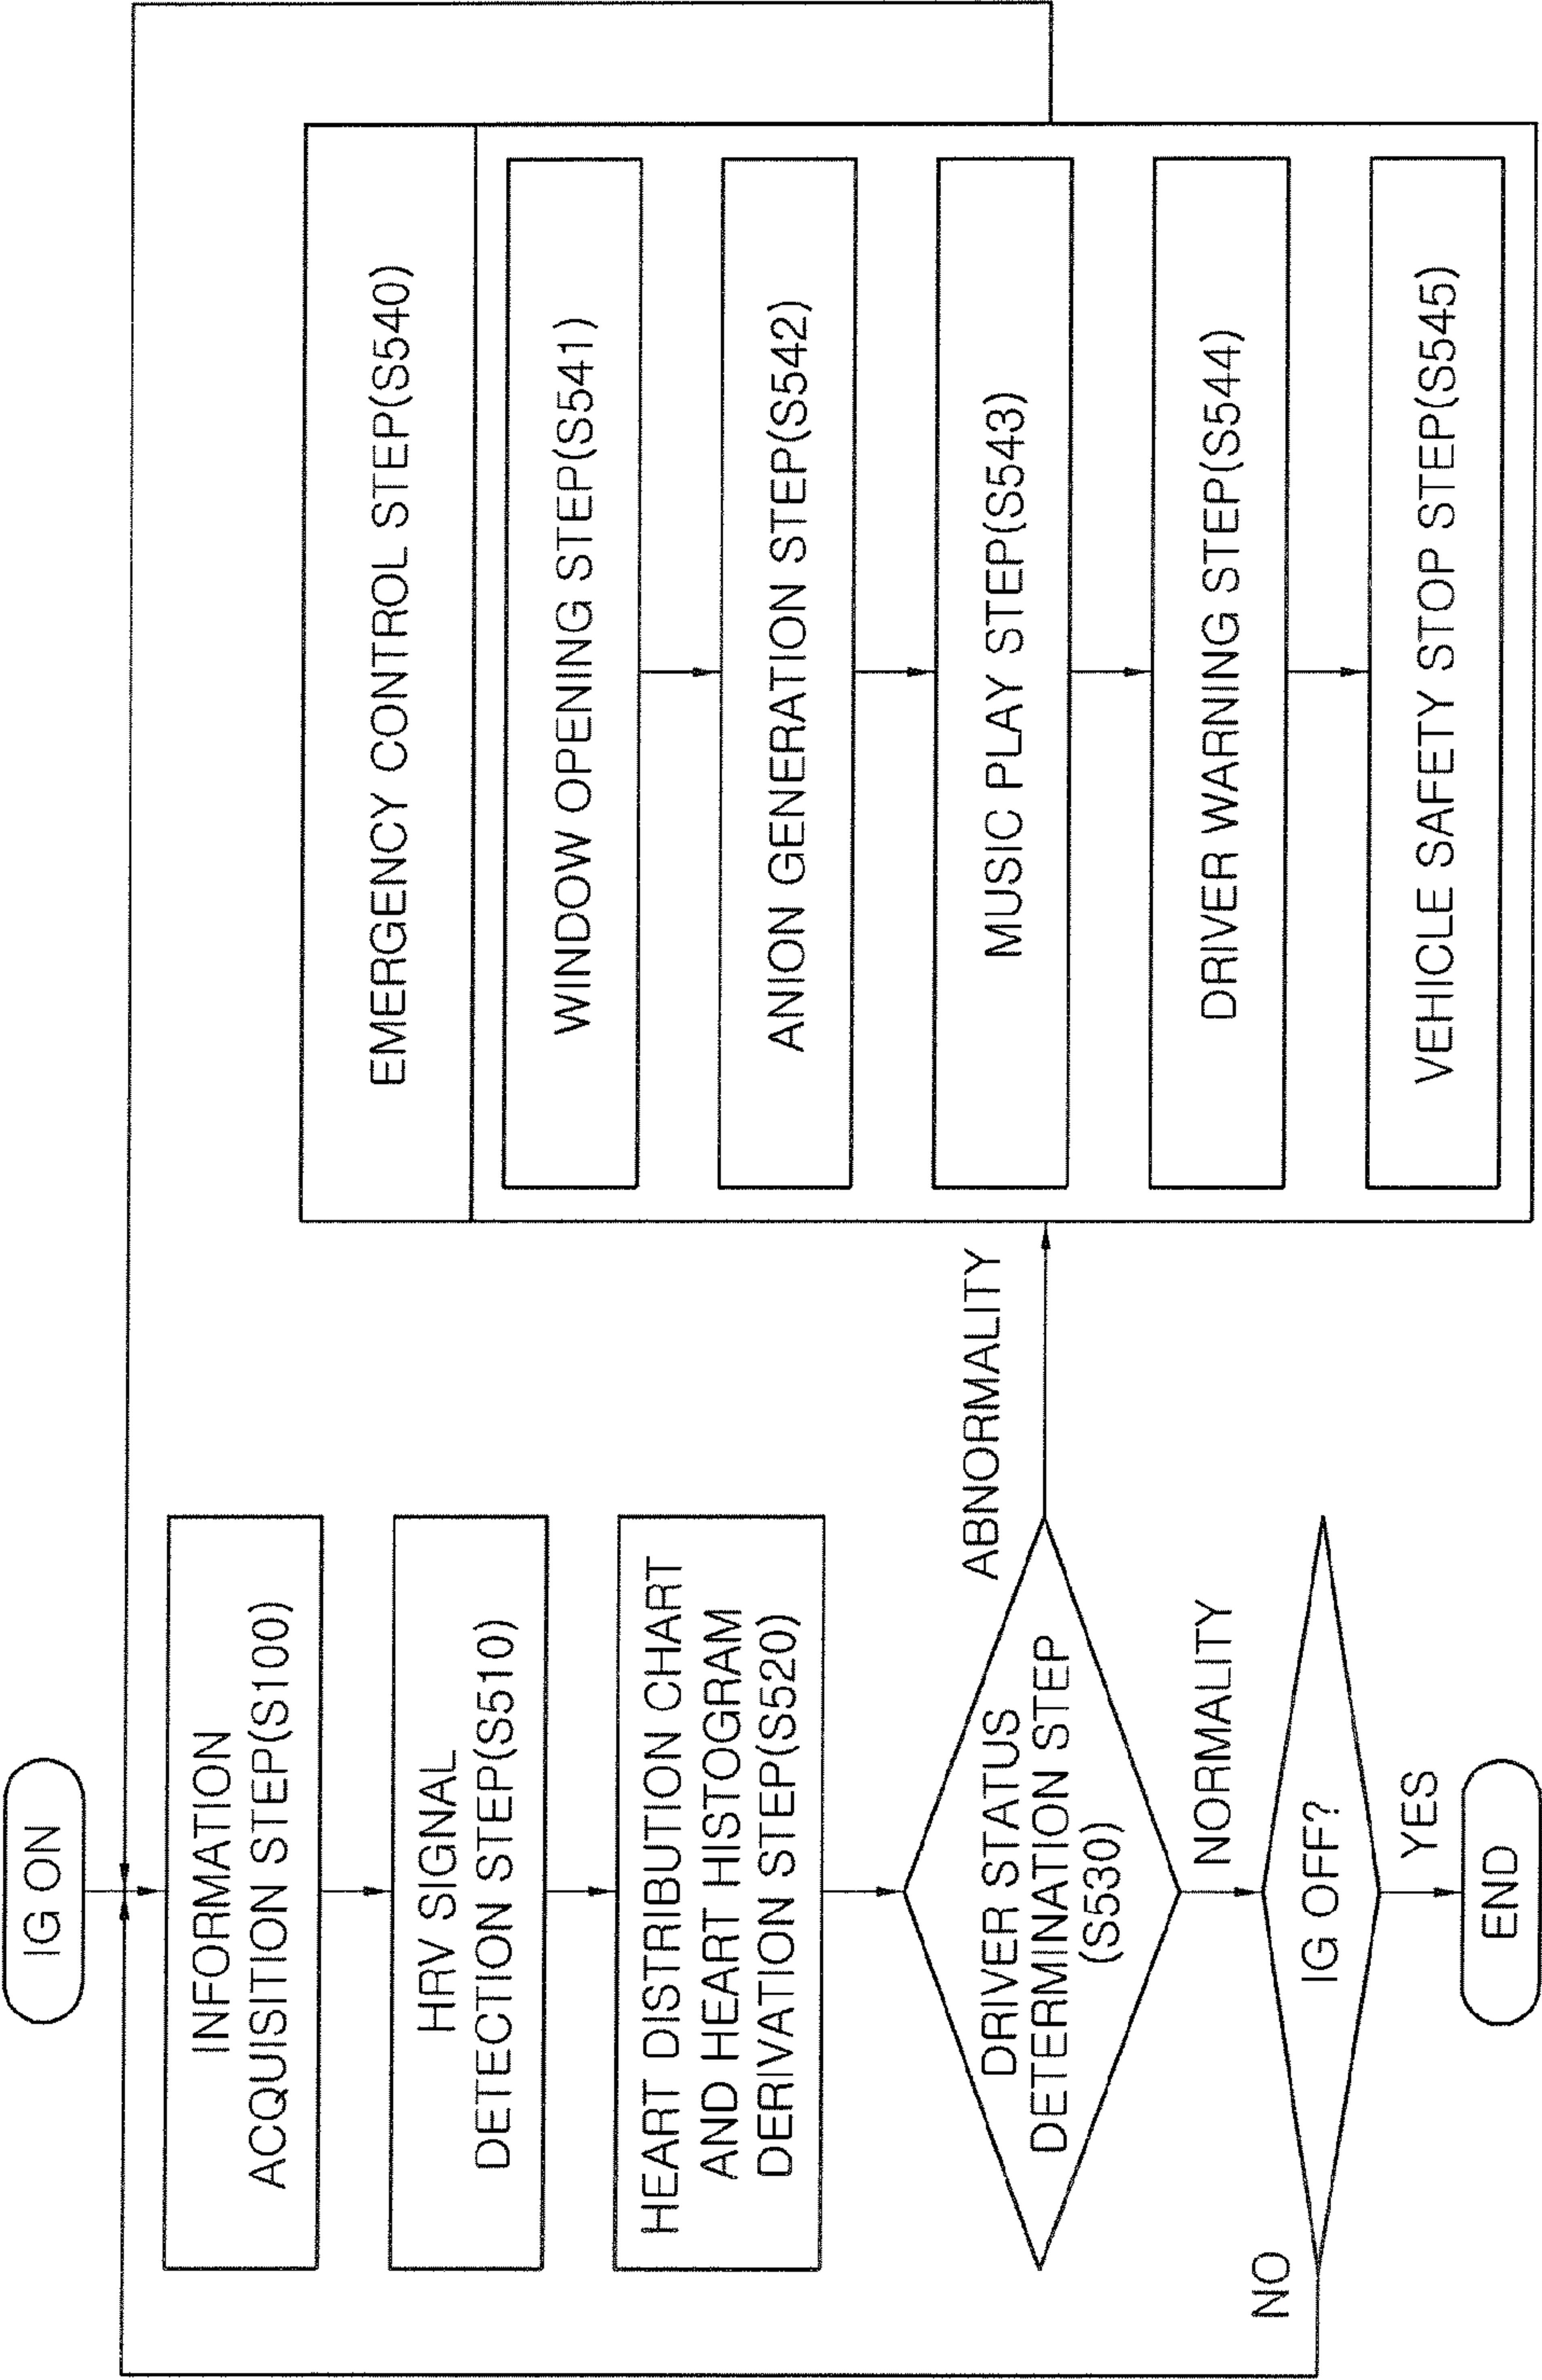 IG ON
INFORMATION
ACQUISITION STEP(S100)
HRV SIGNAL
DETECTION STEP(S510)
HEART DISTRIBUTION CHART
AND HEART HISTOGRAM
DERIVATION STEP(S520)
DRIVER STATUS
DETERMINATION STEP
(S530)
ABNORMALITY
NORMALITY
IG OFF?
NO
YES
END
EMERGENCY CONTROL STEP(S540)
WINDOW OPENING STEP(S541)
ANION GENERATION STEP(S542)
MUSIC PLAY STEP(S543)
DRIVER WARNING STEP(S544)
VEHICLE SAFETY STOP STEP(S545)